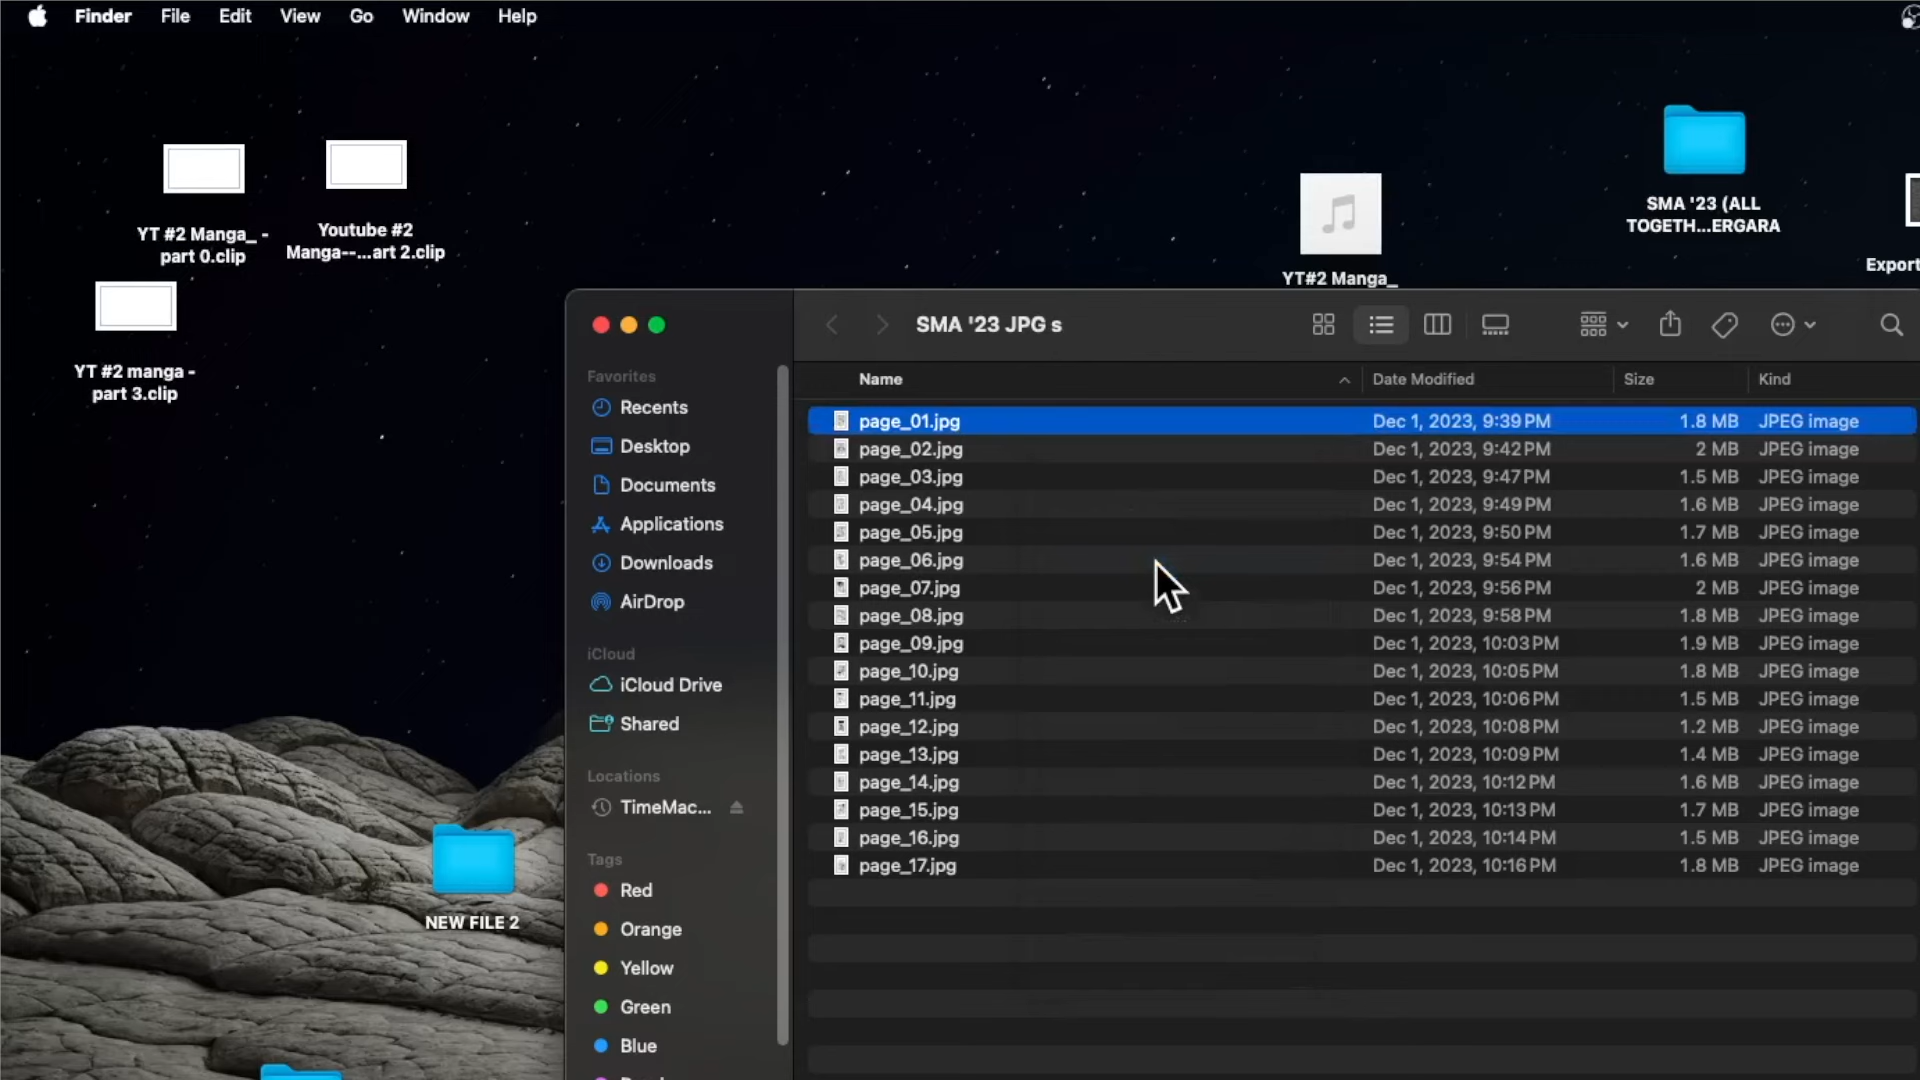 Finder File Edit View Go Window Help
YT #2 Manga_ -
part 0.clip
Youtube #2
Manga--...art 2.clip
YT #2 manga -
part 3.clip
YT#2 Manga_
SMA '23 (ALL
TOGETH...ERGARA
Export
NEW FILE 2
SMA '23 JPG s
Favorites
Recents
Desktop
Documents
Applications
Downloads
AirDrop
iCloud
iCloud Drive
Shared
Locations
TimeMac...
Tags
Red
Orange
Yellow
Green
Blue
Name Date Modified Size Kind
page_01.jpg Dec 1, 2023, 9:39 PM 1.8 MB JPEG image
page_02.jpg Dec 1, 2023, 9:42 PM 2 MB JPEG image
page_03.jpg Dec 1, 2023, 9:47 PM 1.5 MB JPEG image
page_04.jpg Dec 1, 2023, 9:49 PM 1.6 MB JPEG image
page_05.jpg Dec 1, 2023, 9:50 PM 1.7 MB JPEG image
page_06.jpg Dec 1, 2023, 9:54 PM 1.6 MB JPEG image
page_07.jpg Dec 1, 2023, 9:56 PM 2 MB JPEG image
page_08.jpg Dec 1, 2023, 9:58 PM 1.8 MB JPEG image
page_09.jpg Dec 1, 2023, 10:03 PM 1.9 MB JPEG image
page_10.jpg Dec 1, 2023, 10:05 PM 1.8 MB JPEG image
page_11.jpg Dec 1, 2023, 10:06 PM 1.5 MB JPEG image
page_12.jpg Dec 1, 2023, 10:08 PM 1.2 MB JPEG image
page_13.jpg Dec 1, 2023, 10:09 PM 1.4 MB JPEG image
page_14.jpg Dec 1, 2023, 10:12 PM 1.6 MB JPEG image
page_15.jpg Dec 1, 2023, 10:13 PM 1.7 MB JPEG image
page_16.jpg Dec 1, 2023, 10:14 PM 1.5 MB JPEG image
page_17.jpg Dec 1, 2023, 10:16 PM 1.8 MB JPEG image